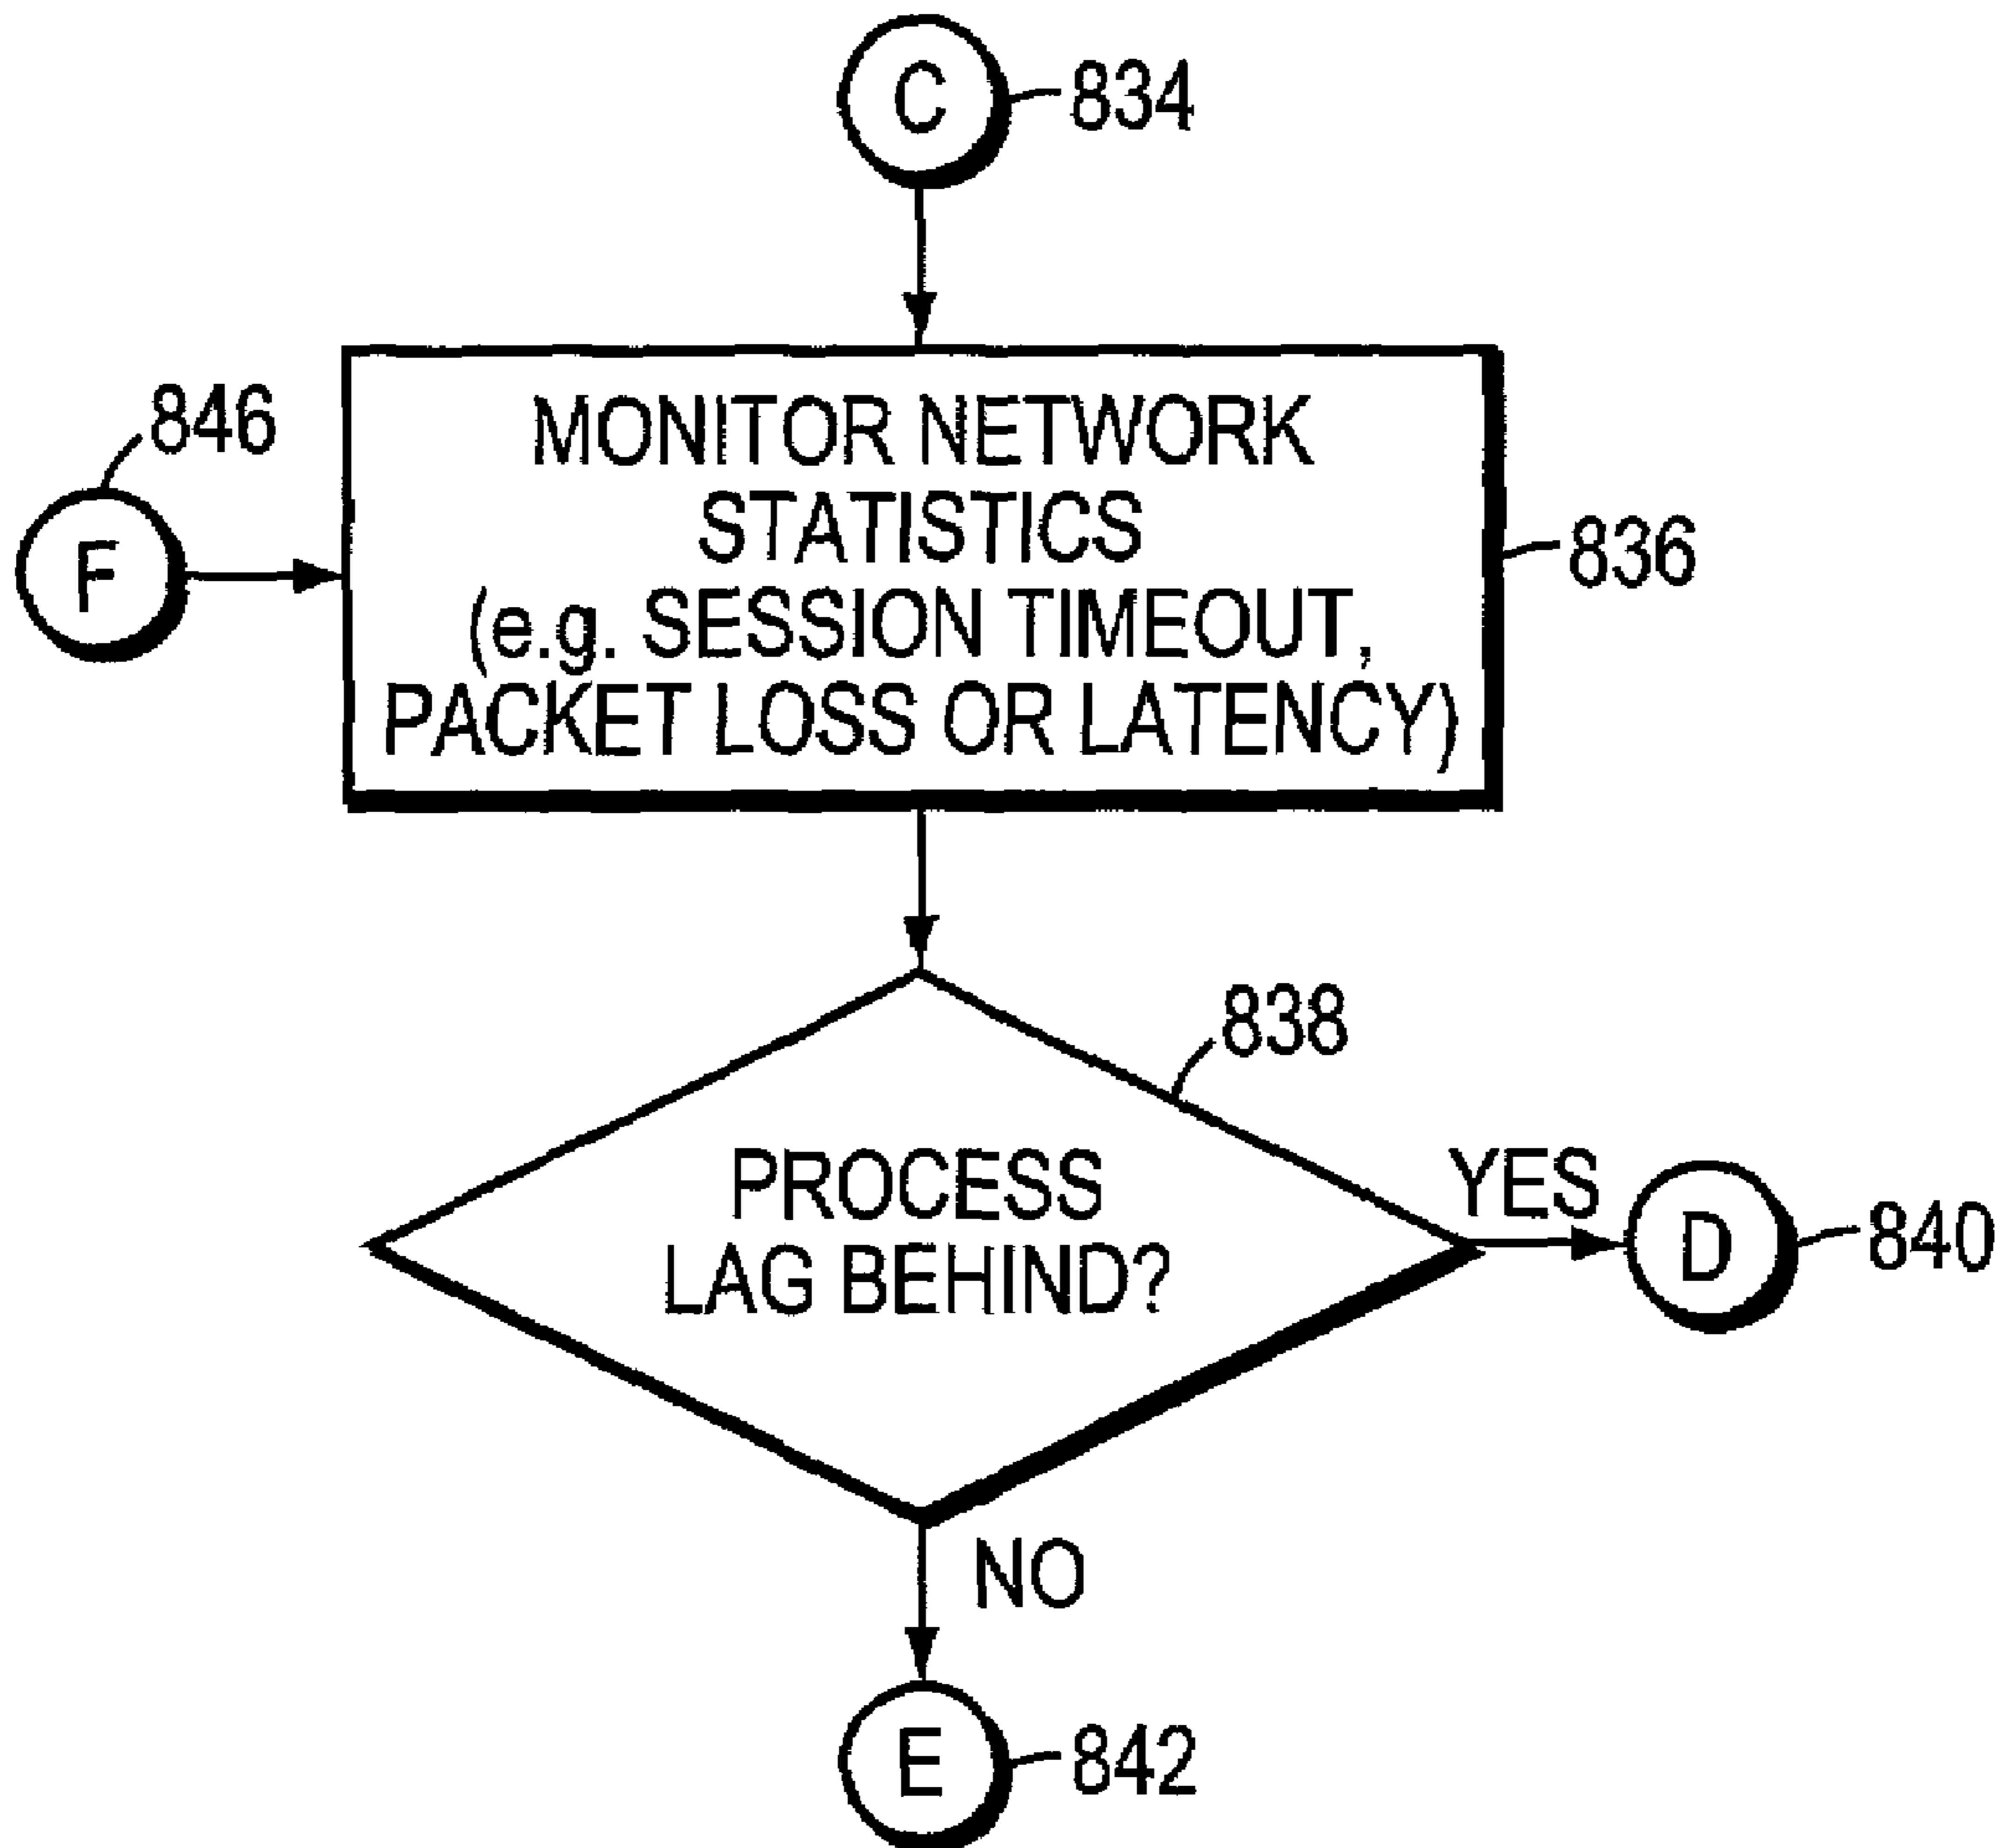 C
834
846
F
MONITOR NETWORK
STATISTICS
(e.g. SESSION TIMEOUT,
PACKET LOSS OR LATENCY)
836
838
PROCESS
LAG BEHIND?
YES
D
840
NO
E
842